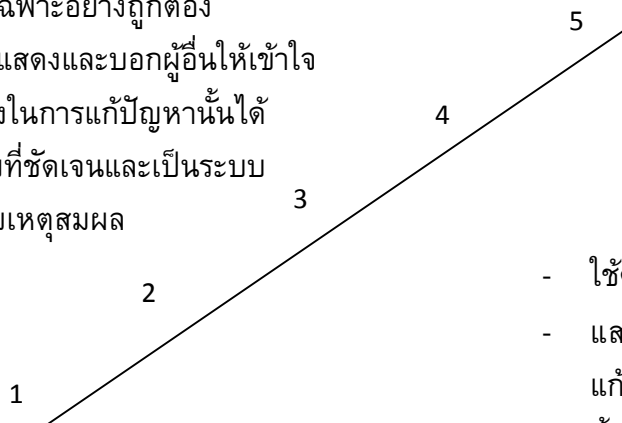 ฉพาะอย่างถูกต้อง
แสดงและบอกผู้อื่นให้เข้าใจ
ในการแก้ปัญหานั้นได้
ที่ชัดเจนและเป็นระบบ
เหตุสมผล
5
4
3
2
1
- ใช้
- แส
แก้